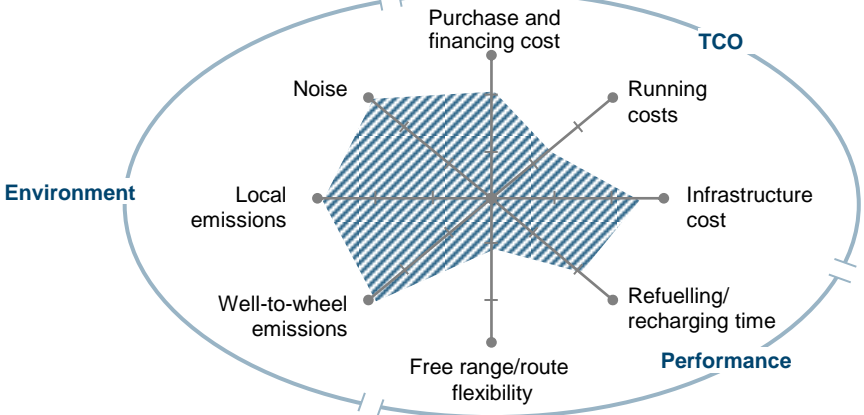 Purchase and
financing cost
TCO
Noise
Running
costs
Environment
Local
emissions
Infrastructure
cost
Well-to-wheel
emissions
Refuelling/
recharging time
Free range/route
flexibility
Performance